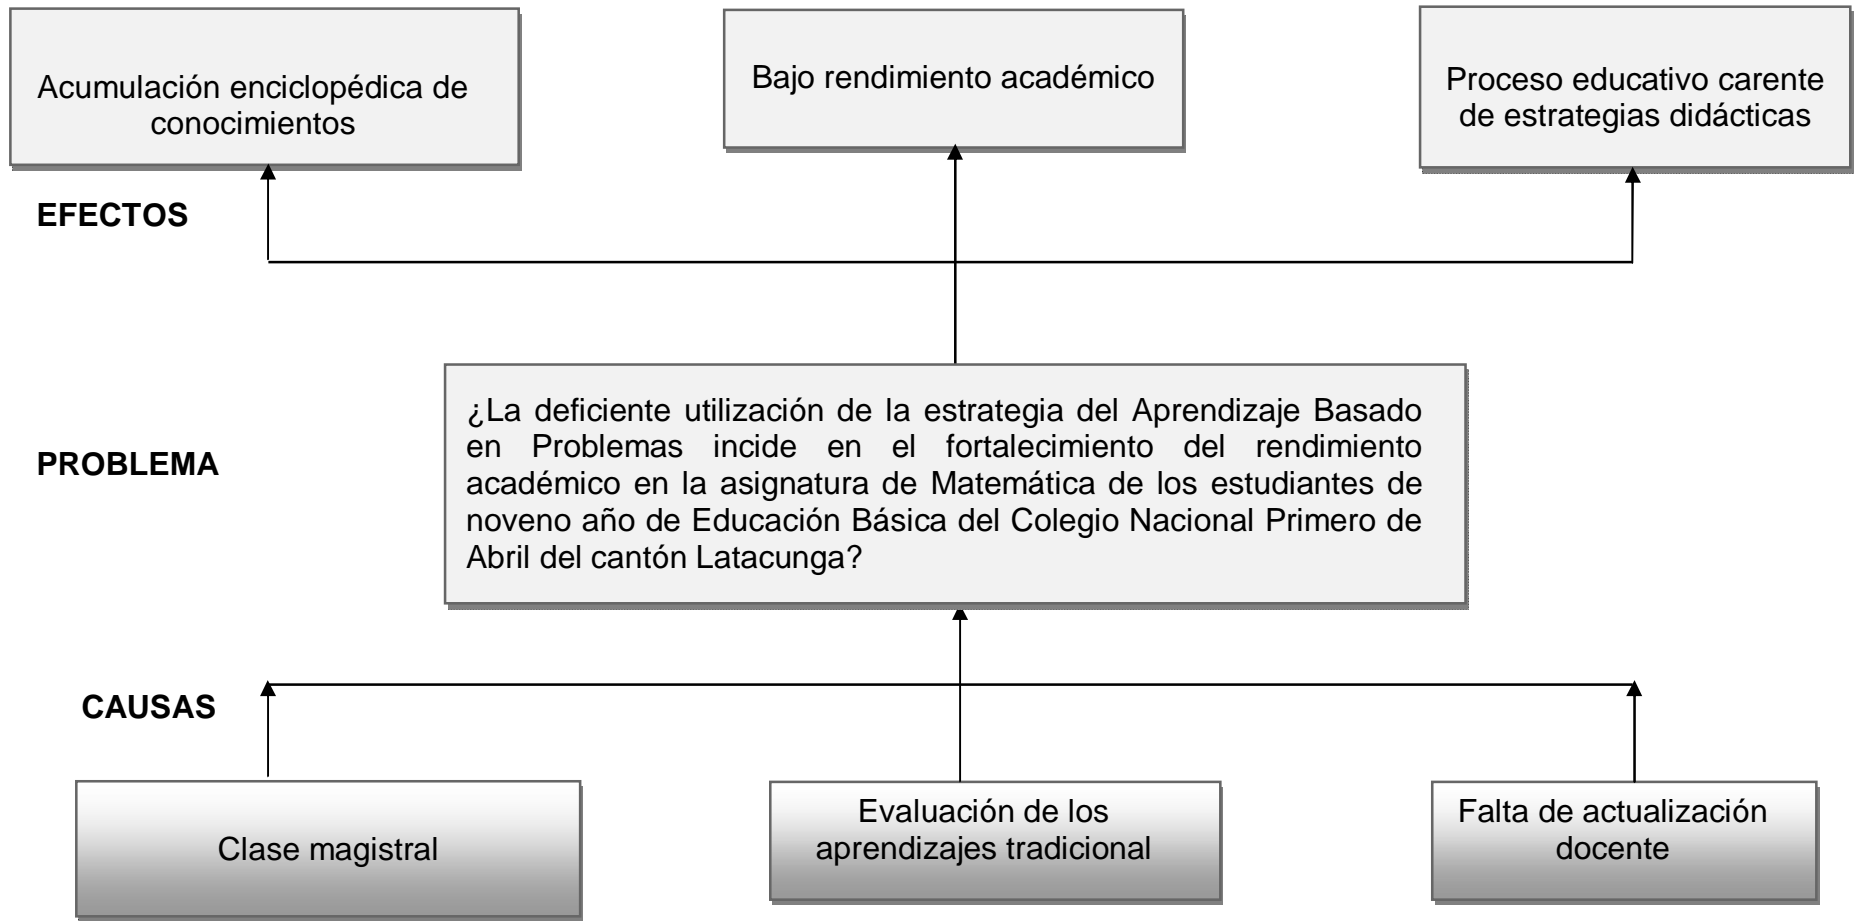 Acumulación enciclopédica de
conocimientos
Bajo rendimiento académico
Proceso educativo carente
de estrategias didácticas
EFECTOS
¿La deficiente utilización de la estrategia del Aprendizaje Basado
en Problemas incide en el fortalecimiento del rendimiento
académico en la asignatura de Matemática de los estudiantes de
noveno año de Educación Básica del Colegio Nacional Primero de
Abril del cantón Latacunga?
PROBLEMA
CAUSAS
Clase magistral
Evaluación de los
aprendizajes tradicional
Falta de actualización
docente